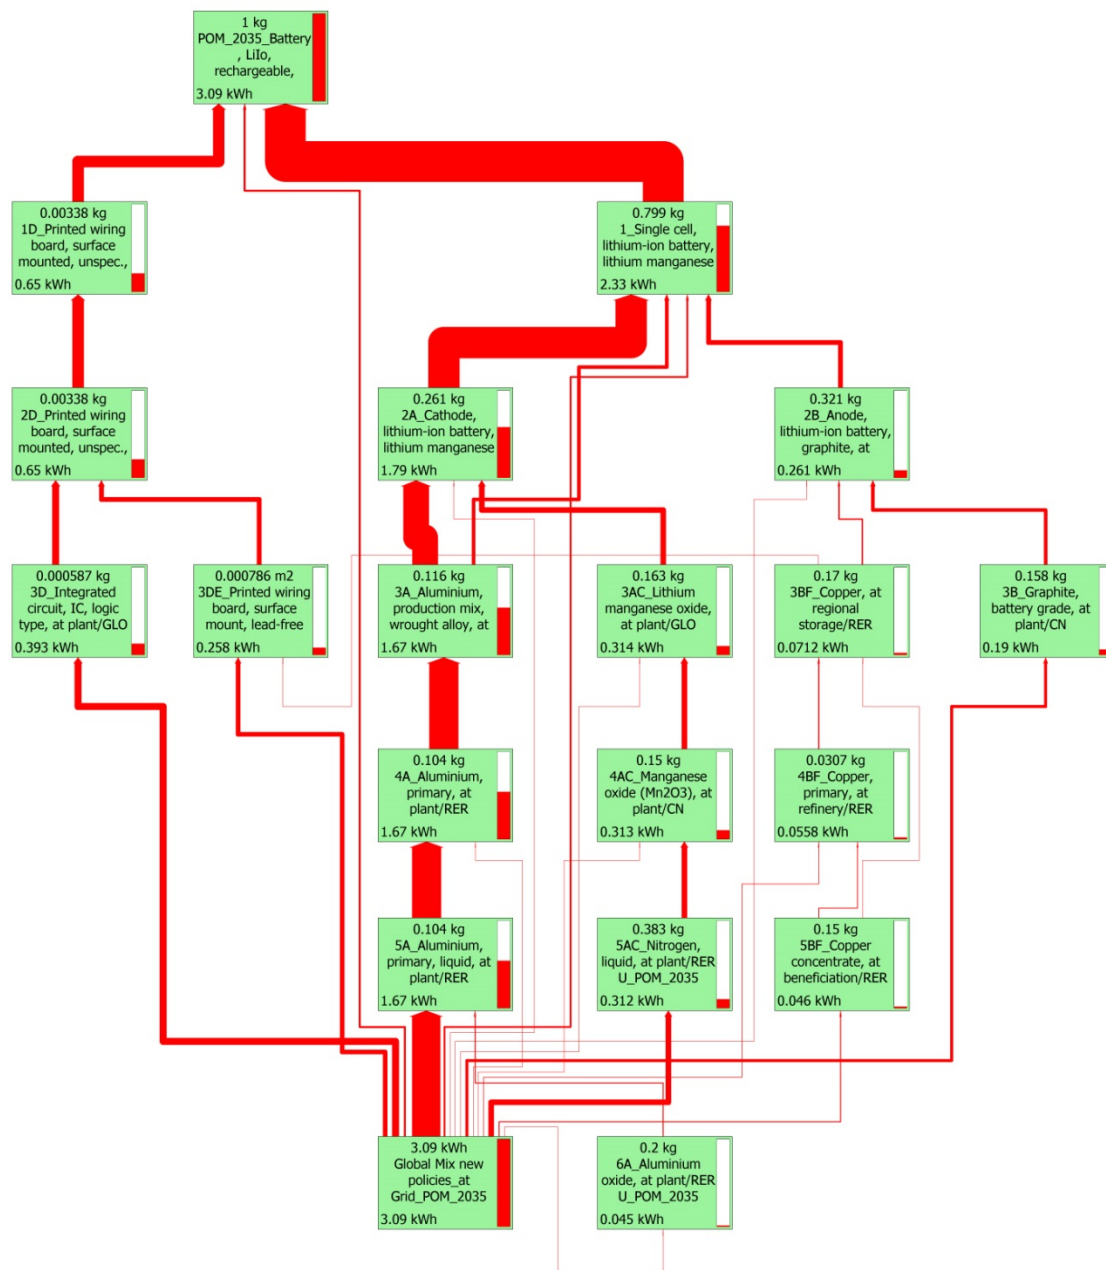 1 kg
POM_2035_Battery
, LiIo,
rechargeable,
3.09 kWh
0.00338 kg
1D_Printed wiring
board, surface
mounted, unspec.,
0.65 kWh
0.799 kg
1_Single cell,
lithium-ion battery,
lithium manganese
2.33 kWh
0.00338 kg
2D_Printed wiring
board, surface
mounted, unspec.,
0.65 kWh
0.261 kg
2A_Cathode,
lithium-ion battery,
lithium manganese
1.79 kWh
0.321 kg
2B_Anode,
lithium-ion battery,
graphite, at
0.261 kWh
0.000587 kg
3D_Integrated
circuit, IC, logic
type, at plant/GLO
0.393 kWh
0.000786 m2
3DE_Printed wiring
board, surface
mount, lead-free
0.258 kWh
0.116 kg
3A_Aluminium,
production mix,
wrought alloy, at
1.67 kWh
0.163 kg
3AC_Lithium
manganese oxide,
at plant/GLO
0.314 kWh
0.17 kg
3BF_Copper, at
regional
storage/RER
0.0712 kWh
0.158 kg
3B_Graphite,
battery grade, at
plant/CN
0.19 kWh
0.104 kg
4A_Aluminium,
primary, at
plant/RER
1.67 kWh
0.15 kg
4AC_Manganese
oxide (Mn2O3), at
plant/CN
0.313 kWh
0.0307 kg
4BF_Copper,
primary, at
refinery/RER
0.0558 kWh
0.104 kg
5A_Aluminium,
primary, liquid, at
plant/RER
1.67 kWh
0.383 kg
5AC_Nitrogen,
liquid, at plant/RER
U_POM_2035
0.312 kWh
0.15 kg
5BF_Copper
concentrate, at
beneficiation/RER
0.046 kWh
3.09 kWh
Global Mix new
policies_at
Grid_POM_2035
3.09 kWh
0.2 kg
6A_Aluminium
oxide, at plant/RER
U_POM_2035
0.045 kWh